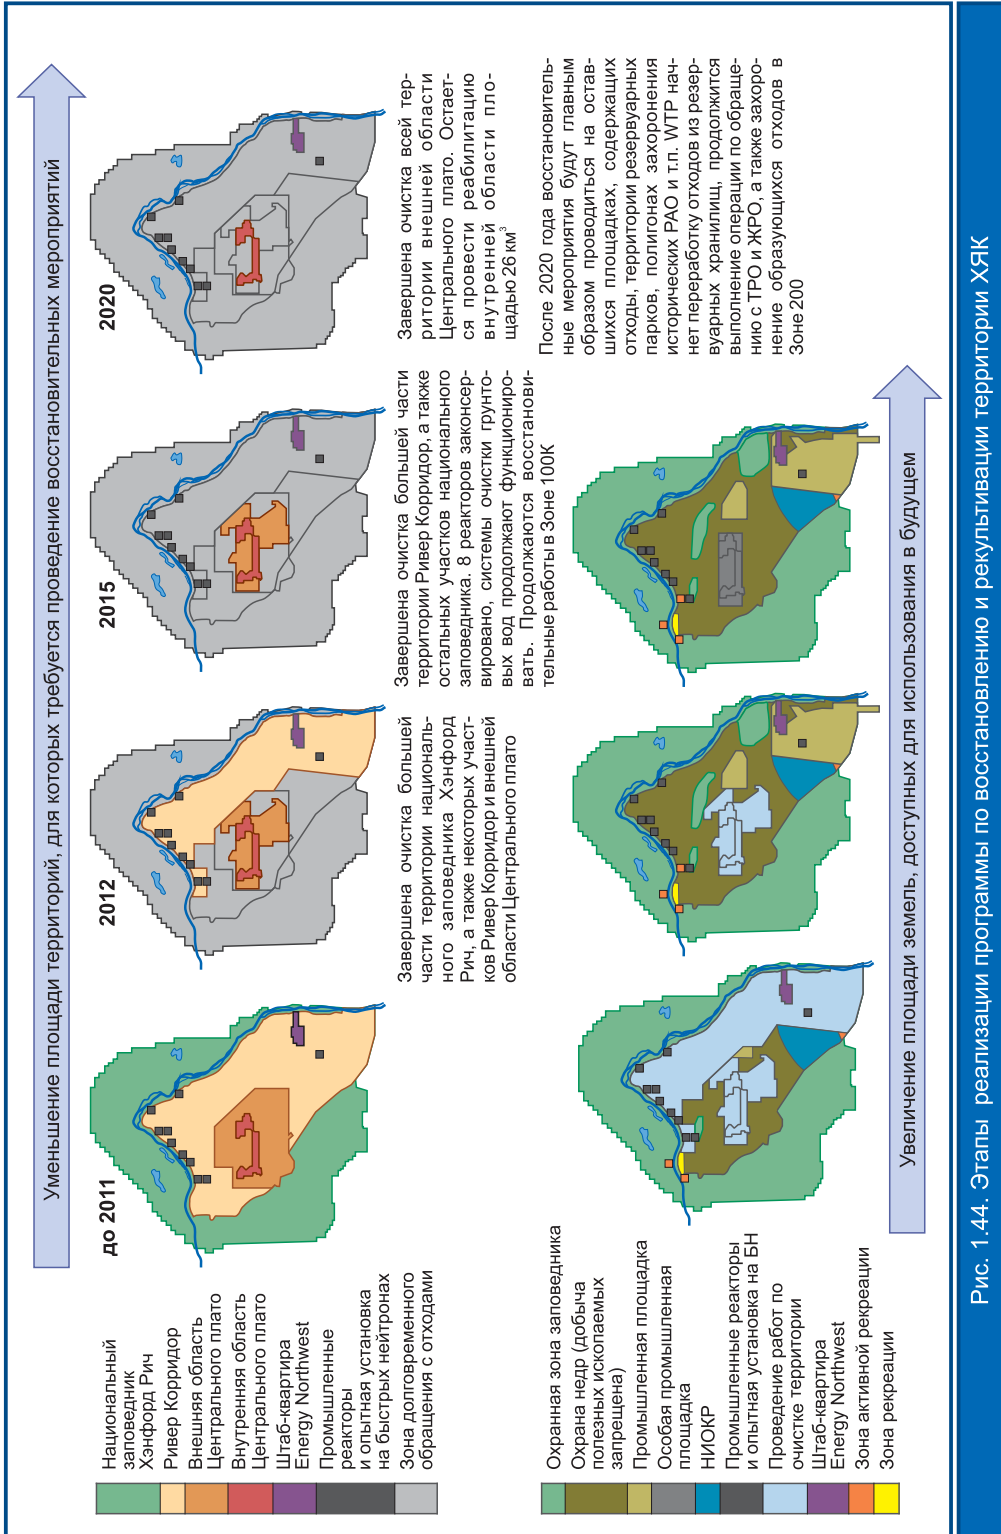 Уменьшение площади территорий, для которых требуется проведение восстановительных мероприятий
до 2011
2012
2015
2020
Национальный
заповедник
Хэнфорд Рич
Ривер Корридор
Внешняя область
Центрального плато
Внутренняя область
Центрального плато
Штаб-квартира
Energy Northwest
Промышленные
реакторы
и опытная установка
на быстрых нейтронах
Зона долговременного
обращения с отходами
Завершена очистка большей
части территории националь-
ного заповедника Хэнфорд
Рич, а также некоторых участ-
ков Ривер Корридор и внешней
области Центрального плато
Завершена очистка большей части
территории Ривер Корридор, а также
остальных участков национального
заповедника. 8 реакторов законсер-
вировано, системы очистки грунто-
вых вод продолжают функциониро-
вать. Продолжаются восстанови-
тельные работы в Зоне 100К
Завершена очистка всей тер-
ритории внешней области
Центрального плато. Остает-
ся провести реабилитацию
внутренней области пло-
щадью 26 км³
После 2020 года восстановитель-
ные мероприятия будут главным
образом проводиться на остав-
шихся площадках, содержащих
отходы, территории резервуарных
парков, полигонах захоронения
исторических РАО и т.п. WTP нач-
нет переработку отходов из резер-
вуарных хранилищ, продолжится
выполнение операции по обраще-
нию с ТРО и ЖРО, а также захоро-
нение образующихся отходов в
Зоне 200
Охранная зона заповедника
Охрана недр (добыча
полеаных ископаемых
запрещена)
Промышленная площадка
Особая промышленная
площадка
НИОКР
Промышленные реакторы
и опытная установка на БН
Проведение работ по
очистке территории
Штаб-квартира
Energy Northwest
Зона активной рекреации
Зона рекреации
Увеличение площади земель, доступных для использования в будущем
Рис. 1.44. Этапы реализации программы по восстановлению и рекультивации территории ХЯК